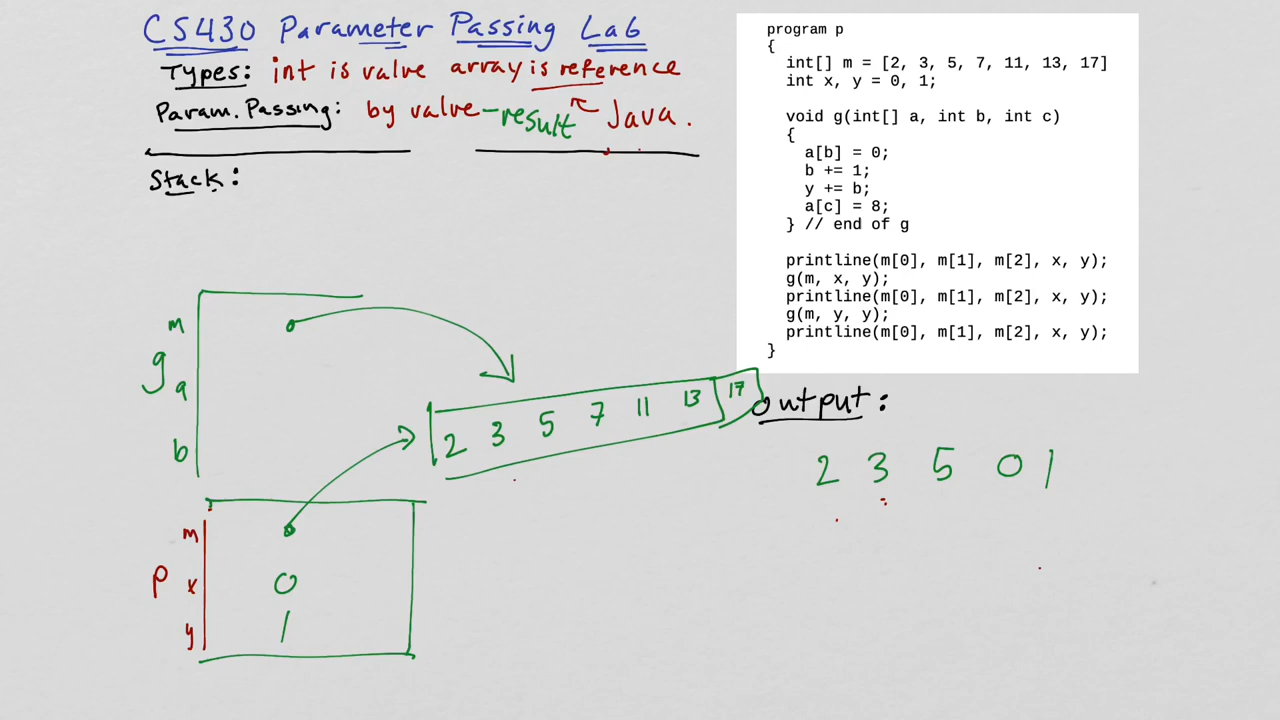 CS430 Parameter Passing Lab
Types: int is value array is reference
Param. Passing: by value-result ← Java.
Stack:
program p
{
int[] m = [2, 3, 5, 7, 11, 13, 17]
int x, y = 0, 1;
void g(int[] a, int b, int c)
{
a[b] = 0;
b += 1;
y += b;
a[c] = 8;
} // end of g
printline(m[0], m[1], m[2], x, y);
g(m, x, y);
printline(m[0], m[1], m[2], x, y);
g(m, y, y);
printline(m[0], m[1], m[2], x, y);
}
m
g
a
b
2 3 5 7 11 13 17
output:
2 3 5 0 1
m
p x 0
y 1